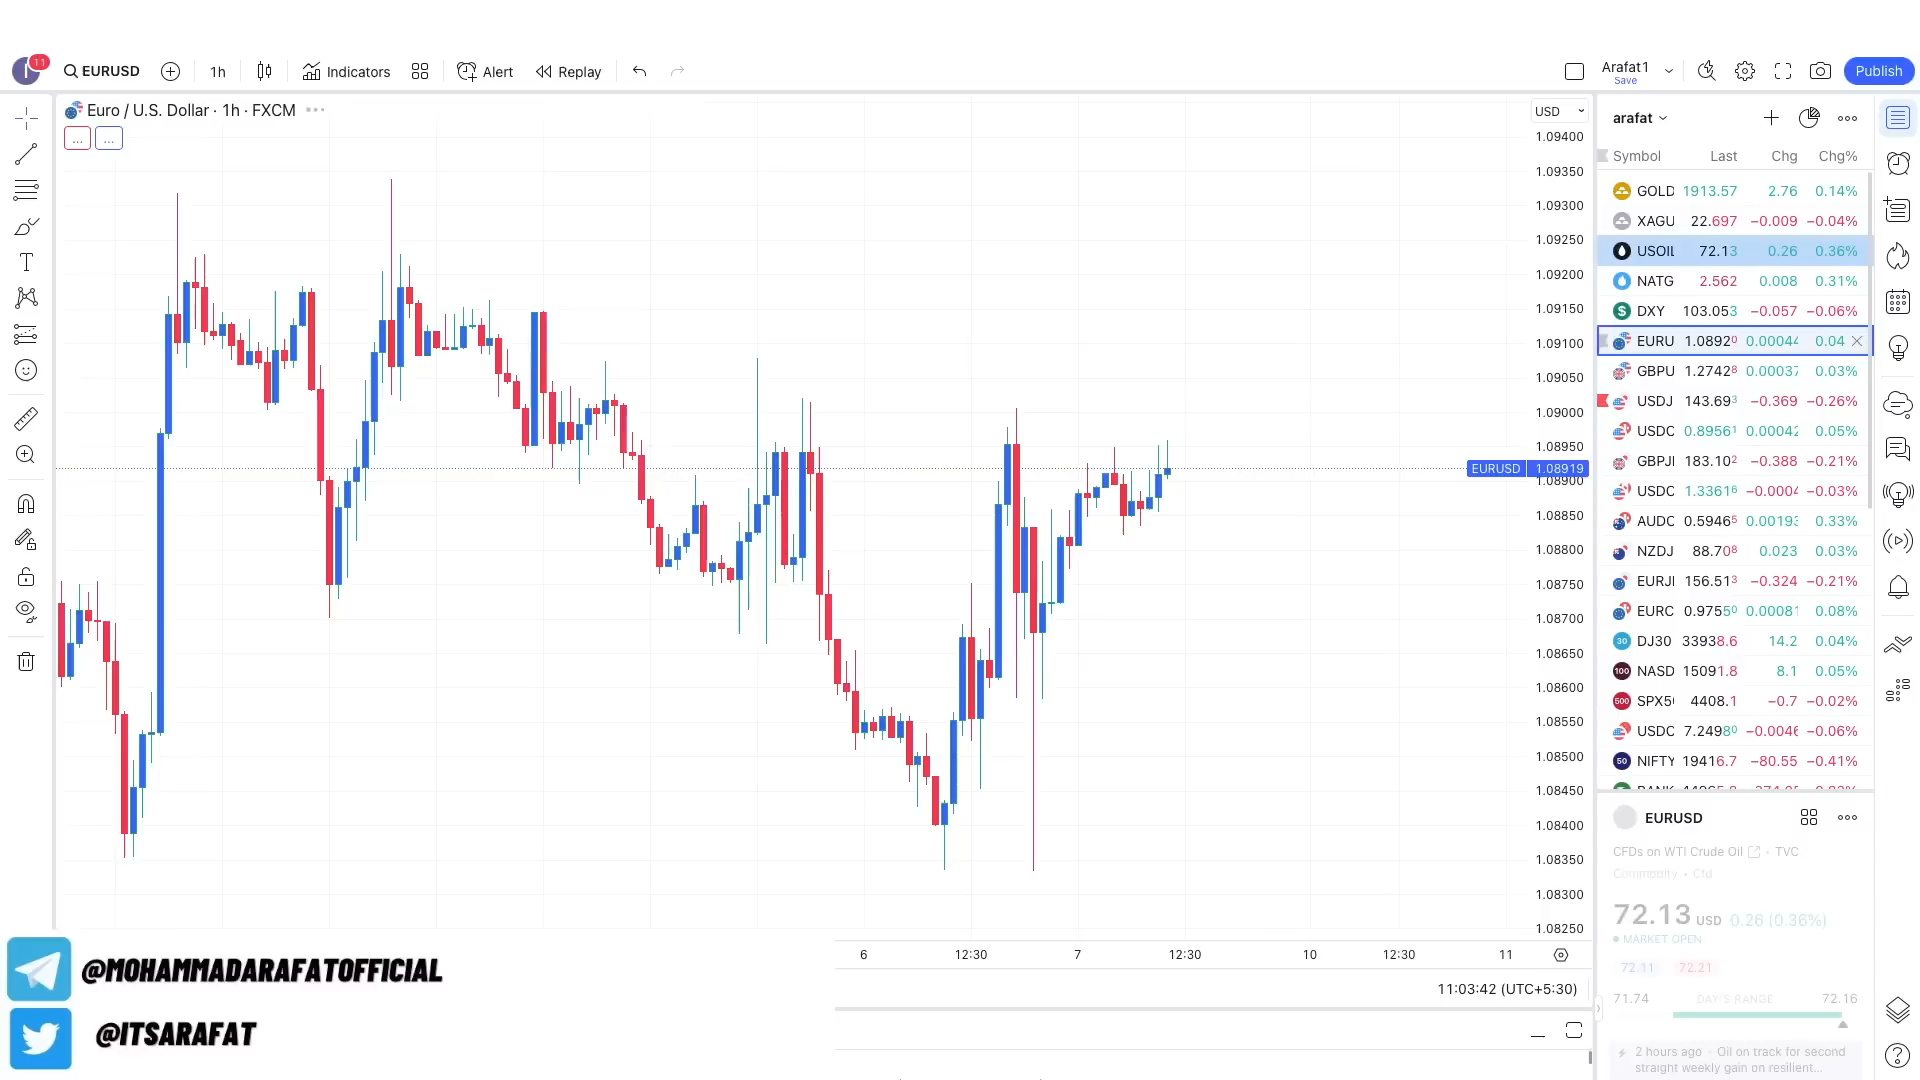 11
EURUSD
1h
Indicators
Alert
Replay
Arafat1
Save
Publish
Euro / U.S. Dollar · 1h · FXCM
USD
arafat
Symbol Last Chg Chg%
1.09400
1.09350
1.09300
1.09250
1.09200
1.09150
1.09100
1.09050
1.09000
1.08950
EURUSD 1.08919
1.08900
1.08850
1.08800
1.08750
1.08700
1.08650
1.08600
1.08550
1.08500
1.08450
1.08400
1.08350
1.08300
1.08250
GOLD 1913.57 2.76 0.14%
XAGU 22.697 −0.009 −0.04%
USOIL 72.13 0.26 0.36%
NATG 2.562 0.008 0.31%
DXY 103.053 −0.057 −0.06%
EURU 1.08920 0.00044 0.04
GBPU 1.27428 0.00037 0.03%
USDJ 143.693 −0.369 −0.26%
USDC 0.89561 0.00042 0.05%
GBPJ 183.102 −0.388 −0.21%
USDC 1.33616 −0.0004 −0.03%
AUDC 0.59465 0.00193 0.33%
NZDJ 88.708 0.023 0.03%
EURJ 156.513 −0.324 −0.21%
EURC 0.97550 0.00081 0.08%
30 DJ30 33938.6 14.2 0.04%
100 NASD 15091.8 8.1 0.05%
500 SPX5 4408.1 −0.7 −0.02%
USDC 7.24980 −0.0046 −0.06%
50 NIFTY 19416.7 −80.55 −0.41%
EURUSD
CFDs on WTI Crude Oil · TVC
Commodity • Cfd
72.13 USD 0.26 (0.36%)
MARKET OPEN
72.11 72.21
71.74 DAY'S RANGE 72.16
2 hours ago · Oil on track for second
straight weekly gain on resilient...
6 12:30 7 12:30 10 12:30 11
11:03:42 (UTC+5:30)
@MOHAMMADARAFATOFFICIAL
@ITSARAFAT